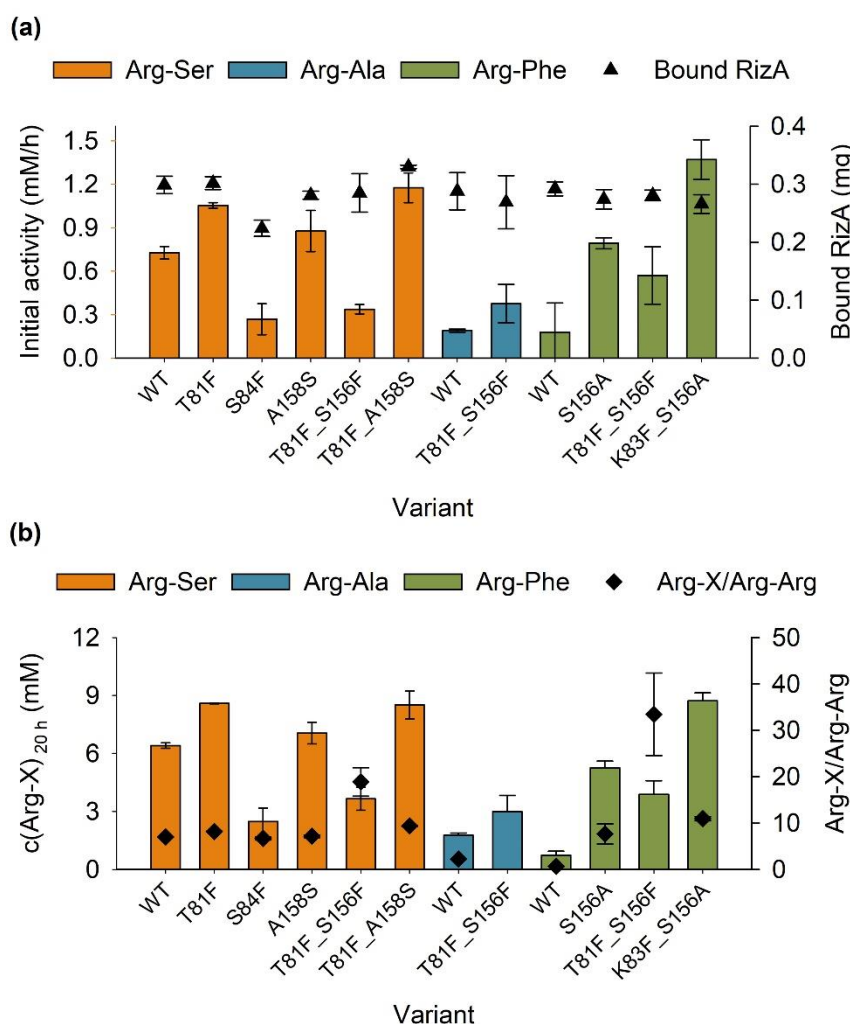 (a)
Arg-Ser Arg-Ala Arg-Phe Bound RizA
Initial activity (mM/h)
1.5
1.2
0.9
0.6
0.3
0.0
0.4
0.3
0.2
0.1
0.0
Bound RizA (mg)
WT T81F S84F A158S T81F_S156F T81F_A158S WT T81F_S156F WT S156A T81F_S156F K83F_S156A
Variant
(b)
Arg-Ser Arg-Ala Arg-Phe Arg-X/Arg-Arg
c(Arg-X)20 h (mM)
12
9
6
3
0
50
40
30
20
10
0
Arg-X/Arg-Arg
WT T81F S84F A158S T81F_S156F T81F_A158S WT T81F_S156F WT S156A T81F_S156F K83F_S156A
Variant